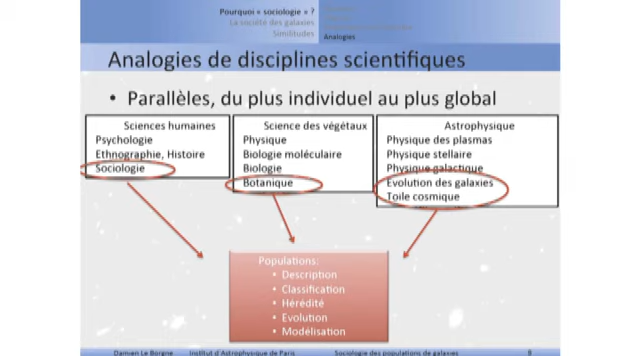 Pourquoi « sociologie » ?
La société des galaxies
Similitudes
Analogies
Analogies de disciplines scientifiques
• Parallèles, du plus individuel au plus global
Sciences humaines
Psychologie
Ethnographie, Histoire
Sociologie
Science des végétaux
Physique
Biologie moléculaire
Biologie
Botanique
Astrophysique
Physique des plasmas
Physique stellaire
Physique galactique
Evolution des galaxies
Toile cosmique
Populations:
• Description
• Classification
• Hérédité
• Evolution
• Modélisation
Damien Le Borgne Institut d'Astrophysique de Paris Sociologie des populations de galaxies 8